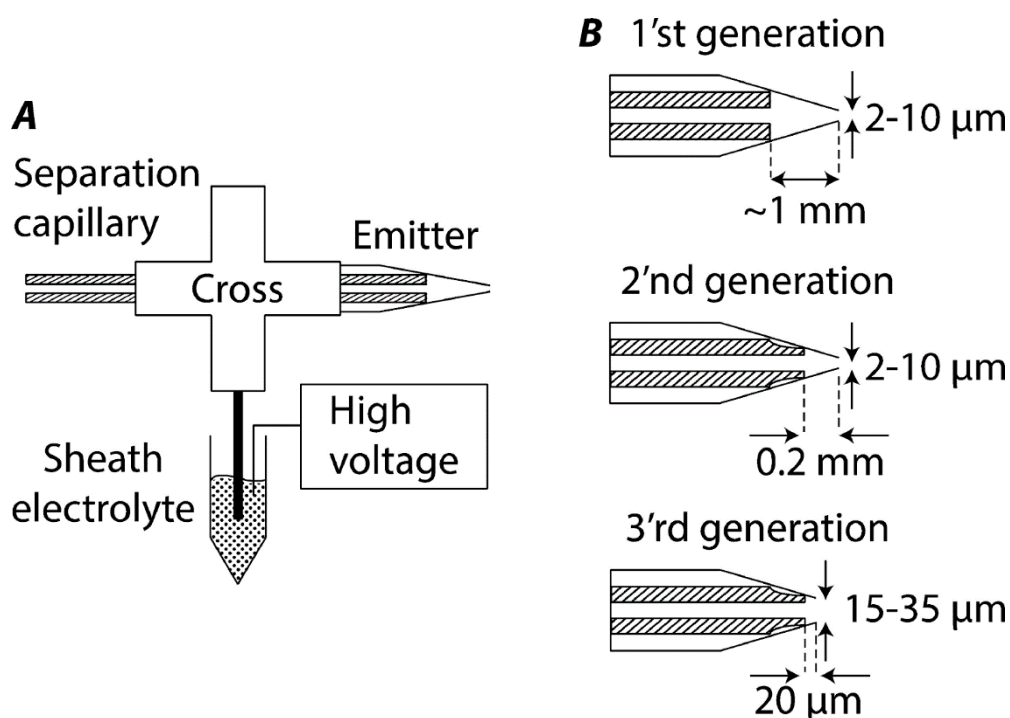 A
Separation
capillary
Emitter
Cross
High
voltage
Sheath
electrolyte
B 1'st generation
2-10 µm
~1 mm
2'nd generation
2-10 µm
0.2 mm
3'rd generation
15-35 µm
20 µm